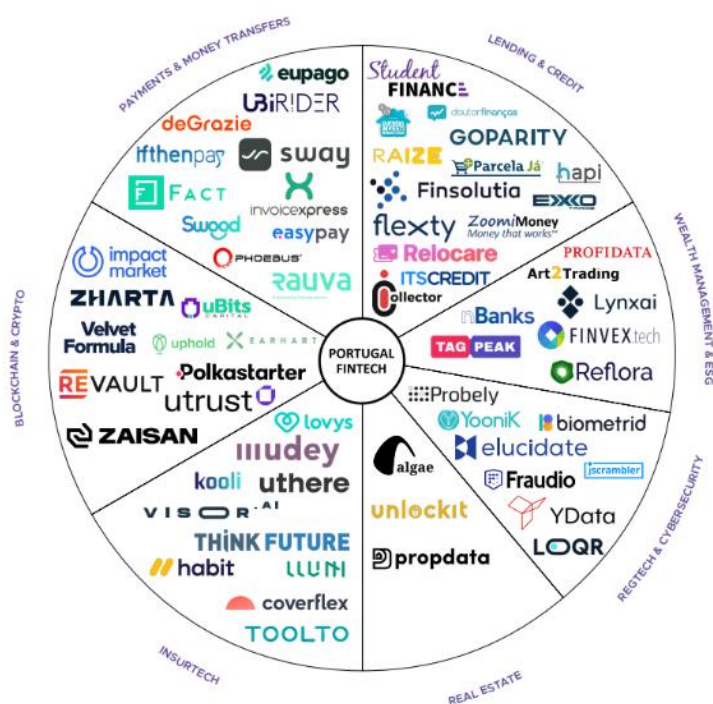 PAYMENTS & MONEY TRANSFERS
eupago
UBIRIDER
deGrazie
ifthenpay
sway
FACT
invoicexpress
Swood
easypay
PHOEBUS
rauva
LENDING & CREDIT
Student
FINANCE
doutorfinanças
GOPARITY
RAIZE
Parcela Já
hapi
Finsolutia
EXXO
flexty
ZoomiMoney
Money that works™
Relocare
ITSCREDIT
Collector
WEALTH MANAGEMENT & ESG
PROFIDATA
Art2Trading
Lynxai
nBanks
FINVEX.tech
TAG PEAK
Reflora
REGTECH & CYBERSECURITY
Probely
YooniK
biometrid
elucidate
jscrambler
Fraudio
YData
LOQR
REAL ESTATE
algae
unlockit
propdata
INSURTECH
lovys
mudey
kooli
uthere
VISOR.AI
THINK FUTURE
habit
LLUNI
coverflex
TOOLTO
BLOCKCHAIN & CRYPTO
impact
market
ZHARTA
uBits
CAPITAL
Velvet
Formula
uphold
EARHART
REVAULT
Polkastarter
utrust
ZAISAN
PORTUGAL
FINTECH